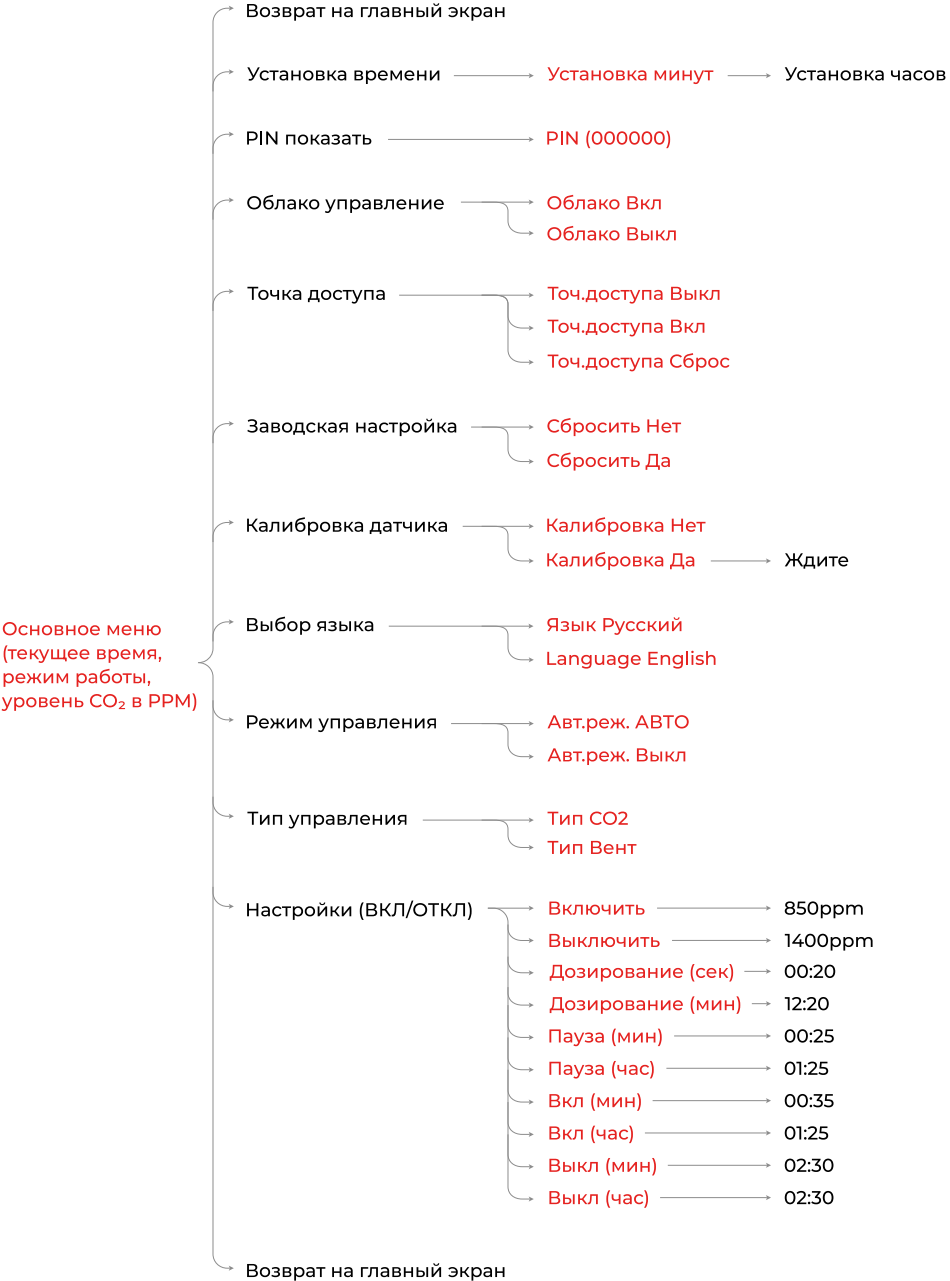 Возврат на главный экран
Установка времени
Установка минут
Установка часов
PIN показать
PIN (000000)
Облако управление
Облако Вкл
Облако Выкл
Точка доступа
Точ.доступа Выкл
Точ.доступа Вкл
Точ.доступа Сброс
Заводская настройка
Сбросить Нет
Сбросить Да
Калибровка датчика
Калибровка Нет
Калибровка Да
Ждите
Основное меню
(текущее время,
режим работы,
уровень CO₂ в PPM)
Выбор языка
Язык Русский
Language English
Режим управления
Авт.реж. АВТО
Авт.реж. Выкл
Тип управления
Тип CO2
Тип Вент
Настройки (ВКЛ/ОТКЛ)
Включить
850ppm
Выключить
1400ppm
Дозирование (сек)
00:20
Дозирование (мин)
12:20
Пауза (мин)
00:25
Пауза (час)
01:25
Вкл (мин)
00:35
Вкл (час)
01:25
Выкл (мин)
02:30
Выкл (час)
02:30
Возврат на главный экран